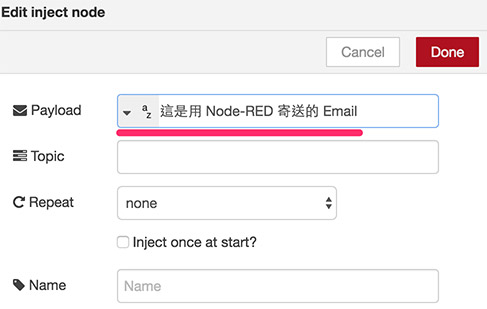 Edit inject node
Cancel Done
Payload az 這是用 Node-RED 寄送的 Email
Topic
Repeat none
Inject once at start?
Name Name